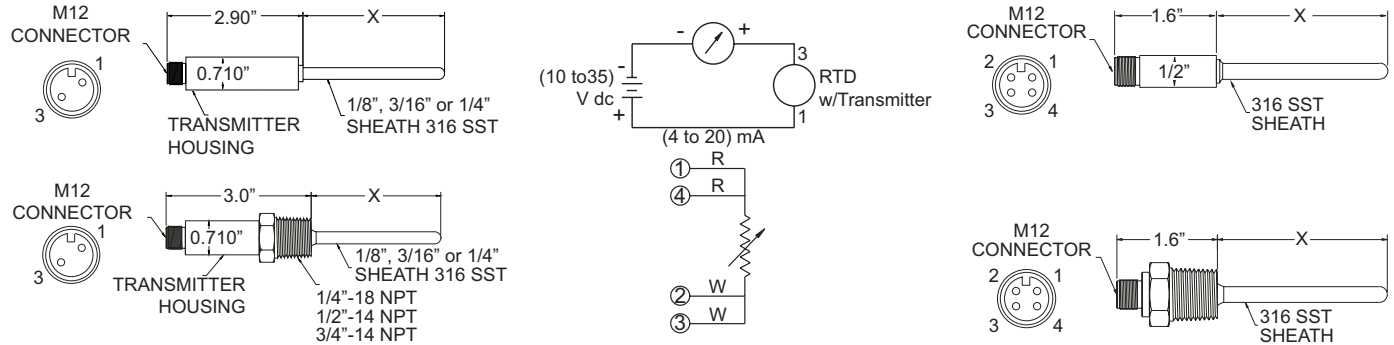 M12
CONNECTOR
2.90”
X
1
3
0.710”
TRANSMITTER
HOUSING
1/8”, 3/16” or 1/4”
SHEATH 316 SST
M12
CONNECTOR
3.0”
X
1
3
0.710”
TRANSMITTER
HOUSING
1/8”, 3/16” or 1/4”
SHEATH 316 SST
1/4”-18 NPT
1/2”-14 NPT
3/4”-14 NPT
- +
(10 to35)
V dc
-
+
3
RTD
w/Transmitter
1
(4 to 20) mA
1 R
4 R
2 W
3 W
M12
CONNECTOR
1.6”
X
2 1
3 4
1/2”
316 SST
SHEATH
M12
CONNECTOR
1.6”
X
2 1
3 4
316 SST
SHEATH